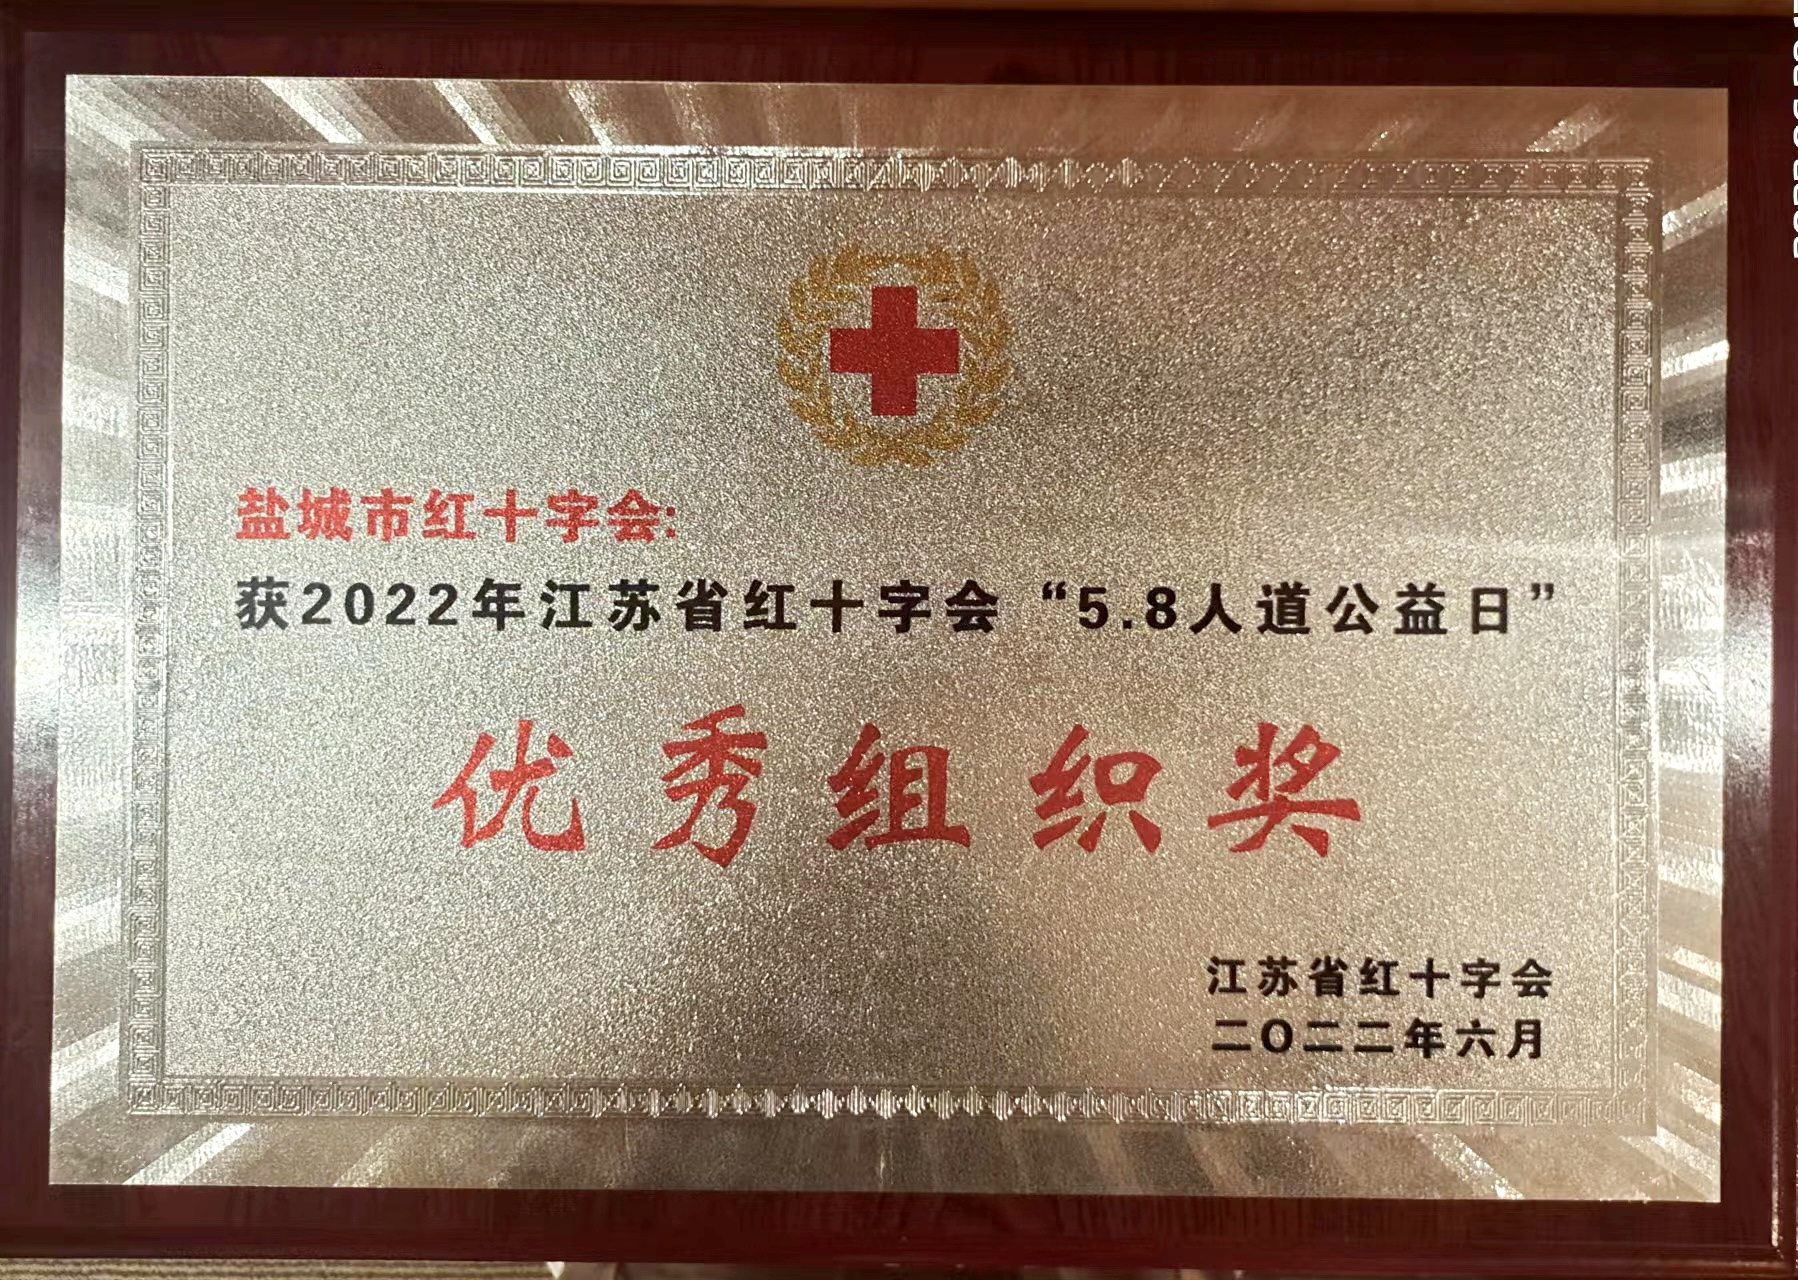 盐城市红十字会:
获2022年江苏省红十字会“5.8人道公益日”
优秀组织奖
江苏省红十字会
二〇二二年六月